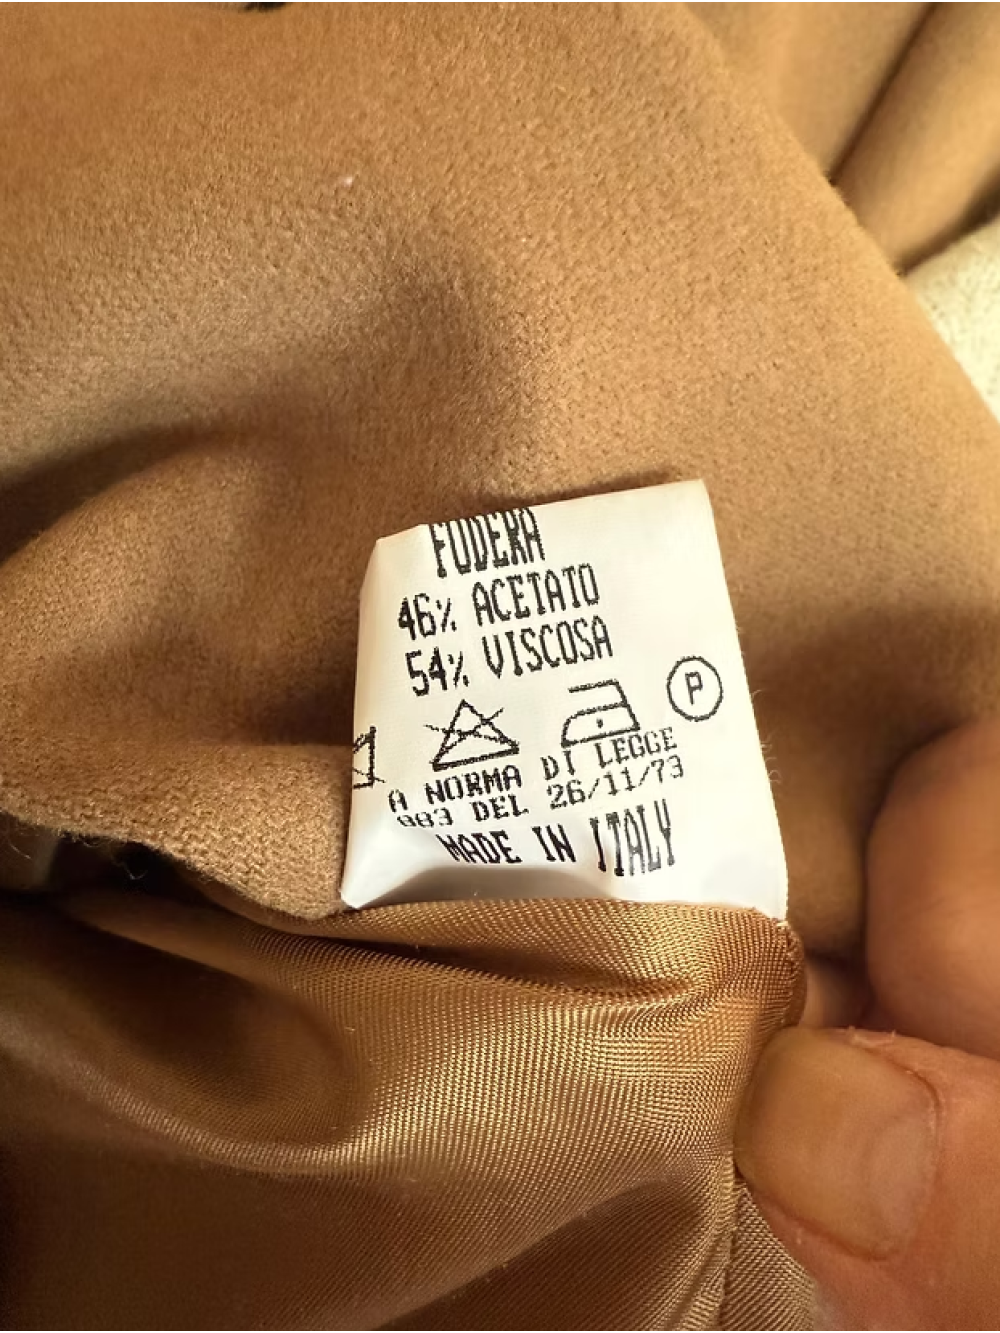 FODERA
46% ACETATO
54% VISCOSA
P
A NORMA DI LEGGE
883 DEL 26/11/73
MADE IN ITALY